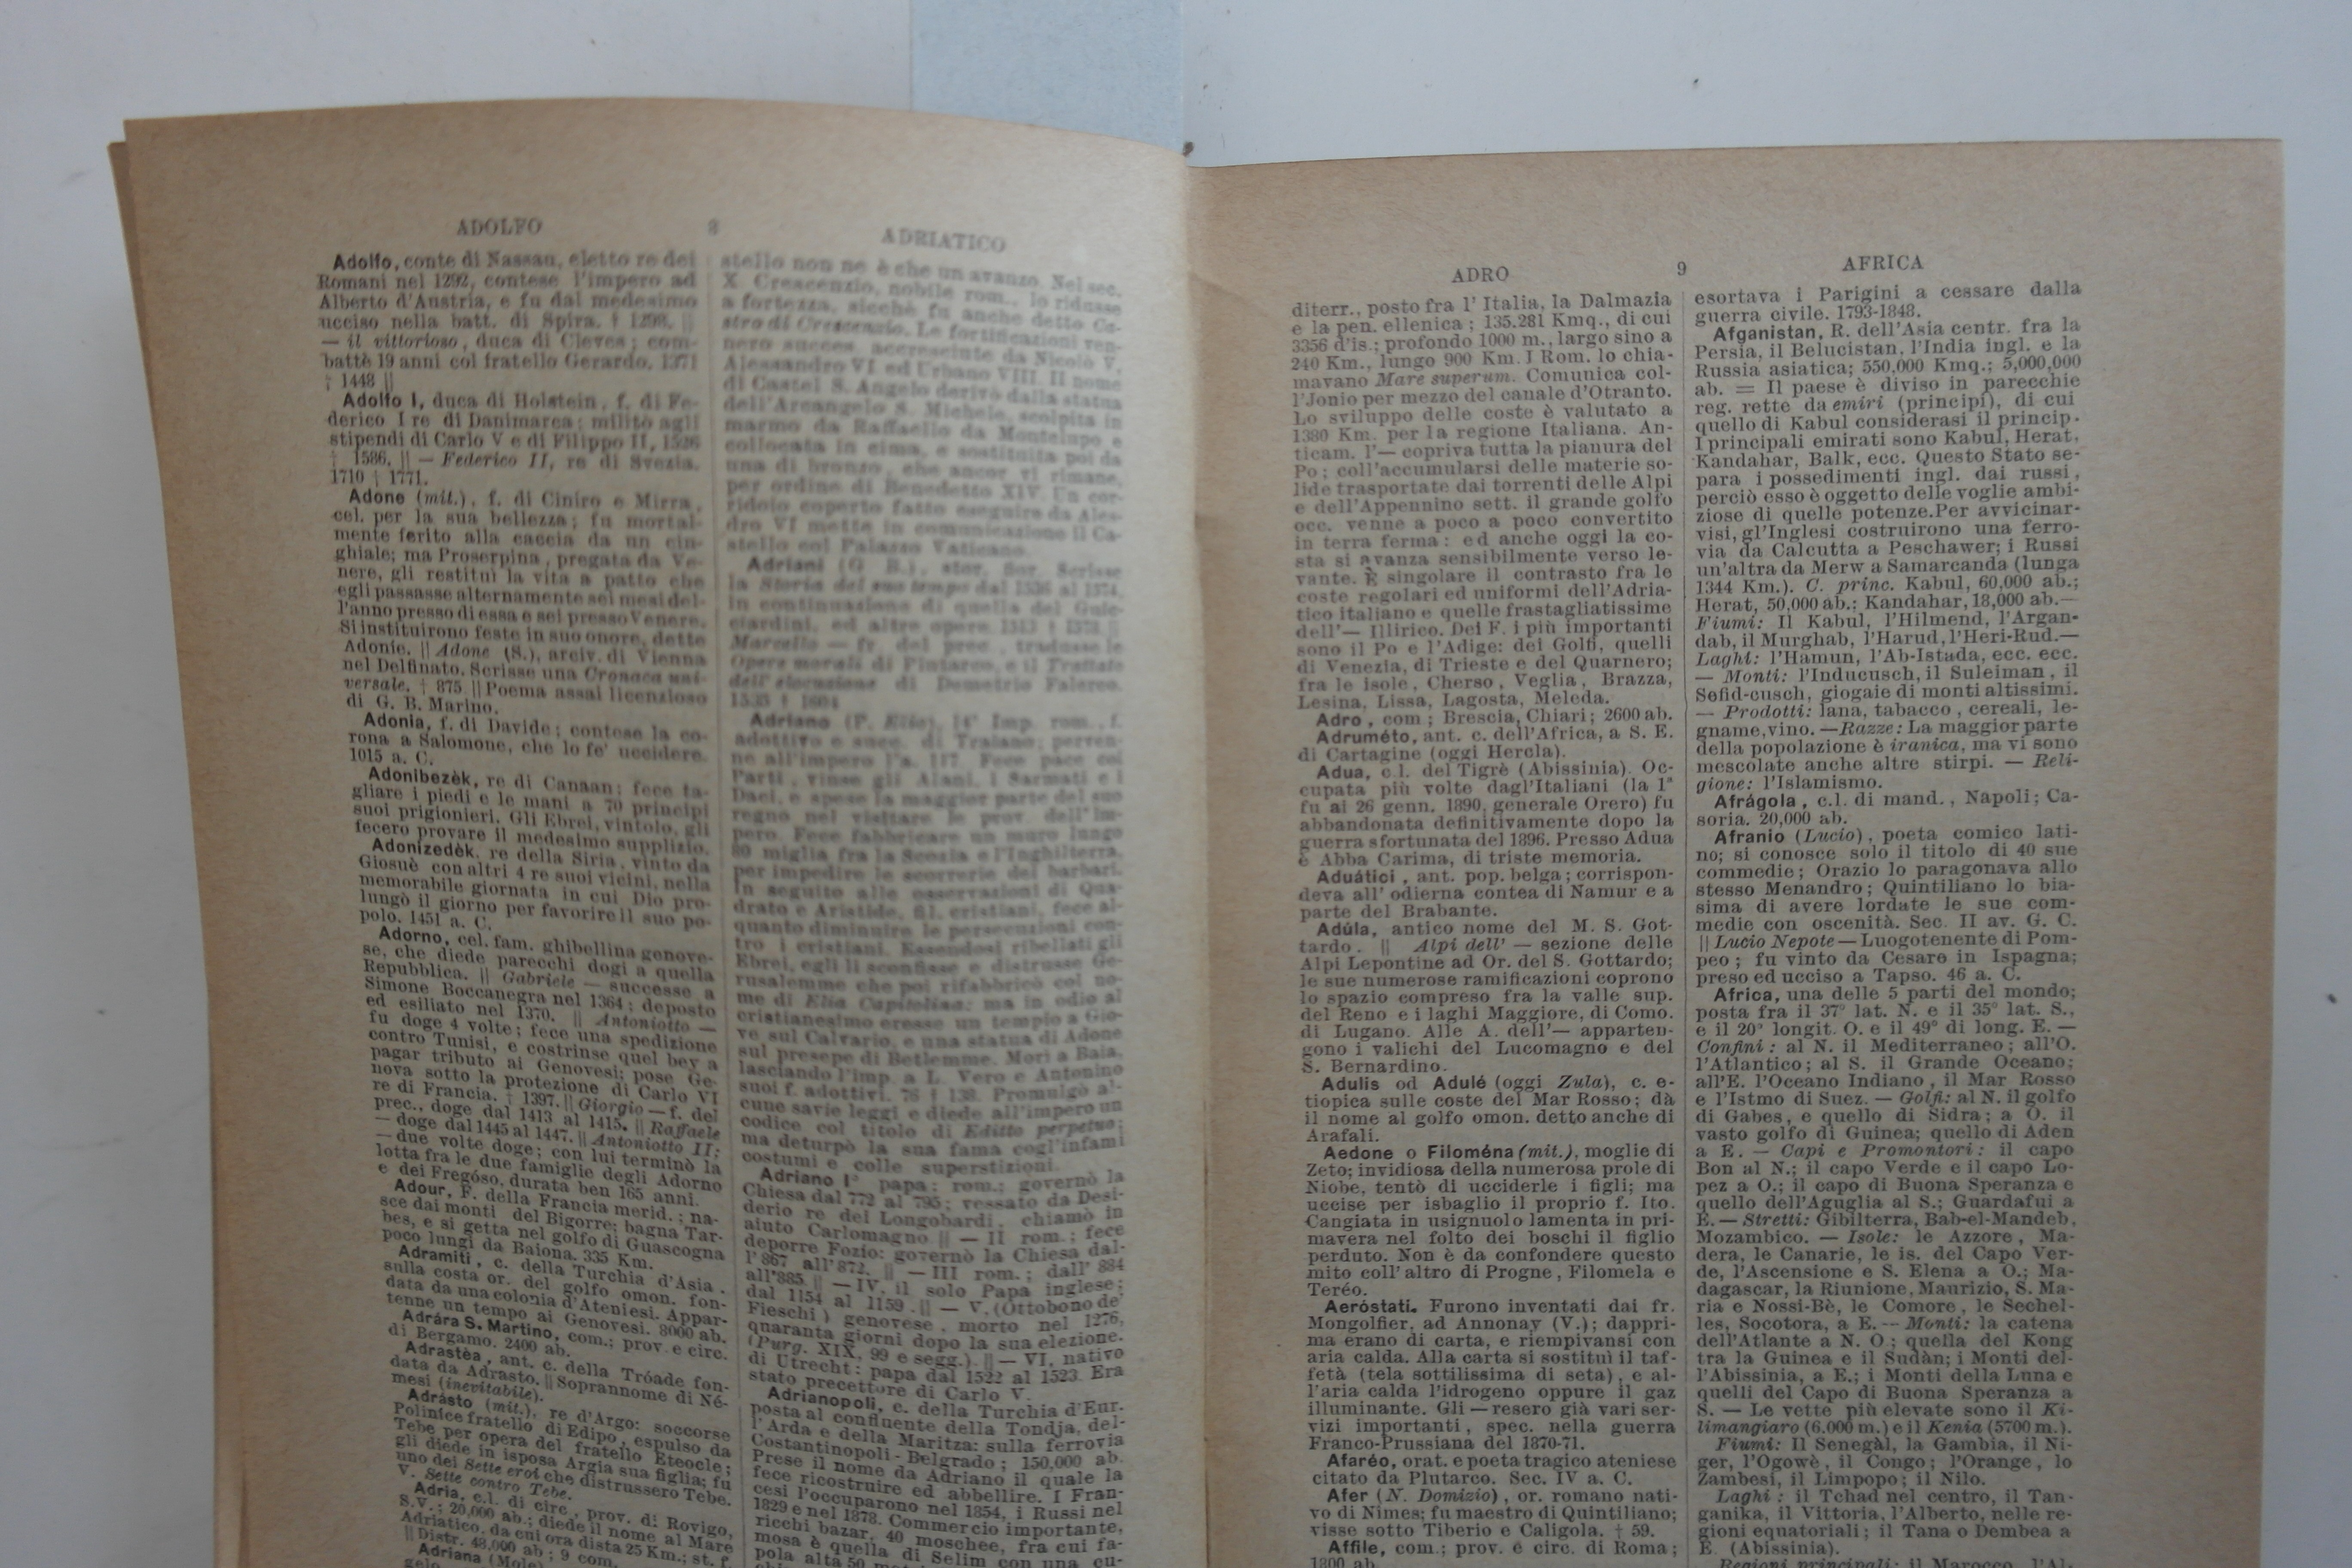 ADOLFO
8
ADRIATICO
Adolfo, conte di Nassau, eletto re dei
Romani nel 1292, contese l'impero ad
Alberto d'Austria, e fu dal medesimo
ucciso nella batt. di Spira. † 1298. ||
— il vittorioso, duca di Cleves; com-
battè 19 anni col fratello Gerardo. 1371
† 1448 ||
Adolfo I, duca di Holstein, f. di Fe-
derico I re di Danimarca; militò agli
stipendi di Carlo V e di Filippo II, 1526
† 1586. || — Federico II, re di Svezia.
1710 † 1771.
Adone (mit.), f. di Ciniro e Mirra,
cel. per la sua bellezza; fu mortal-
mente ferito alla caccia da un cin-
ghiale; ma Proserpina, pregata da Ve-
nere, gli restituì la vita a patto che
egli passasse alternamente sei mesi del-
l'anno presso di essa e sei presso Venere.
Si instituirono feste in suo onore, dette
Adonie. || Adone (S.), arciv. di Vienna
nel Delfinato. Scrisse una Cronaca uni-
versale. † 875. || Poema assai licenzioso
di G. B. Marino.
Adonia, f. di Davide; contese la co-
rona a Salomone, che lo fe' uccidere.
1015 a. C.
Adonibezèk, re di Canaan; fece ta-
gliare i piedi e le mani a 70 principi
suoi prigionieri. Gli Ebrei, vintolo, gli
fecero provare il medesimo supplizio.
Adonizedèk, re della Siria, vinto da
Giosuè con altri 4 re suoi vicini, nella
memorabile giornata in cui Dio pro-
lungò il giorno per favorire il suo po-
polo. 1451 a. C.
Adorno, cel. fam. ghibellina genove-
se, che diede parecchi dogi a quella
Repubblica. || Gabriele — successe a
Simone Boccanegra nel 1364; deposto
ed esiliato nel 1370. || Antoniotto —
fu doge 4 volte; fece una spedizione
contro Tunisi, e costrinse quel bey a
pagar tributo ai Genovesi; pose Ge-
nova sotto la protezione di Carlo VI
re di Francia. † 1397. || Giorgio — f. del
prec., doge dal 1413 al 1415. || Raffaele
— doge dal 1445 al 1447. || Antoniotto II;
— due volte doge; con lui terminò la
lotta fra le due famiglie degli Adorno
e dei Fregóso, durata ben 165 anni.
Adour, F. della Francia merid.; na-
sce dai monti del Bigorre; bagna Tar-
bes, e si getta nel golfo di Guascogna
poco lungi da Baiona. 335 Km.
Adramiti, c. della Turchia d'Asia,
sulla costa or. del golfo omon. fon-
data da una colonia d'Ateniesi. Appar-
tenne un tempo ai Genovesi. 8000 ab.
Adrára S. Martino, com.; prov. e circ.
di Bergamo. 2400 ab.
Adrastèa, ant. c. della Tróade fon-
data da Adrasto. || Soprannome di Né-
mesi (inevitabile).
Adrásto (mit.), re d'Argo: soccorse
Polinice fratello di Edipo, espulso da
Tebe per opera del fratello Eteocle;
gli diede in isposa Argia sua figlia; fu
uno dei Sette eroi che distrussero Tebe.
V. Sette contro Tebe.
Adria, c.l. di circ., prov. di Rovigo,
S.V.; 20,000 ab.; diede il nome al Mare
Adriatico, da cui ora dista 25 Km.; st. f.
|| Distr. 48,000 ab; 9 com.
Adriana (Mole)
stello non ne è che un avanzo. Nel sec.
X Crescenzio, nobile rom., lo ridusse
a fortezza, sicchè fu anche detto Ca-
stro di Crescenzio. Le fortificazioni ven-
nero succes. accresciute da Nicolò V,
Alessandro VI ed Urbano VIII. Il nome
di Castel S. Angelo derivò dalla statua
dell'Arcangelo S. Michele, scolpita in
marmo da Raffaello da Montelupo e
collocata in cima, e sostituita poi da
una di bronzo, che ancor vi rimane,
per ordine di Benedetto XIV. Un cor-
ridoio coperto fatto eseguire da Ales-
dro VI mette in comunicazione il Ca-
stello col Palazzo Vaticano.
Adriani (G B.), stor. fior. Scrisse
la Storia del suo tempo dal 1536 al 1574,
in continuazione di quella del Guic-
ciardini, ed altre opere 1513 † 1579. ||
Marcello — fr. del prec., tradusse le
Opere morali di Plutarco, e il Trattato
dell'elocuzione di Demetrio Falereo.
1533 † 1604
Adriano (P. Elio), 14° Imp. rom., f.
adottivo e succ. di Traiano; perven-
ne all'impero l'a. 117. Fece pace coi
Parti, vinse gli Alani, i Sarmati e i
Daci, e spese la maggior parte del suo
regno nel visitare le prov. dell'im-
pero. Fece fabbricare un muro lungo
80 miglia fra la Scozia e l'Inghilterra,
per impedire le scorrerie dei barbari.
In seguito alle osservazioni di Qua-
drato e Aristide, fil. cristiani, fece al-
quanto diminuire le persecuzioni con-
tro i cristiani. Essendosi ribellati gli
Ebrei, egli li sconfisse e distrusse Ge-
rusalemme che poi rifabbricò col no-
me di Elia Capitolina: ma in odio al
cristianesimo eresse un tempio a Gio-
ve sul Calvario, e una statua di Adone
sul presepe di Betlemme. Morì a Baia,
lasciando l'imp. a L. Vero e Antonino
suoi f. adottivi. 76 † 138. Promulgò al-
cune savie leggi e diede all'impero un
codice col titolo di Editto perpetuo;
ma deturpò la sua fama cogl'infami
costumi e colle superstizioni.
Adriano I° papa; rom.; governò la
Chiesa dal 772 al 795; vessato da Desi-
derio re dei Longobardi, chiamò in
aiuto Carlomagno || — II rom.; fece
deporre Fozio: governò la Chiesa dal-
l'867 all'872. || — III rom.; dall' 884
all'885. || — IV, il solo Papa inglese;
dal 1154 al 1159. || — V, (Ottobono de'
Fieschi) genovese, morto nel 1276,
quaranta giorni dopo la sua elezione.
(Purg. XIX, 99 e segg.). || — VI, nativo
di Utrecht: papa dal 1522 al 1523. Era
stato precettore di Carlo V.
Adrianopoli, c. della Turchia d'Eur.
posta al confluente della Tondja, del-
l'Arda e della Maritza: sulla ferrovia
Costantinopoli - Belgrado; 150,000 ab.
Prese il nome da Adriano il quale la
fece ricostruire ed abbellire. I Fran-
cesi l'occuparono nel 1854, i Russi nel
1829 e nel 1878. Commercio importante,
ricchi bazar, 40 moschee, fra cui fa-
mosa è quella di Selim con una cu-
pola alta 50
ADRO
9
AFRICA
diterr., posto fra l' Italia, la Dalmazia
e la pen. ellenica; 135.281 Kmq., di cui
3356 d'is.; profondo 1000 m., largo sino a
240 Km., lungo 900 Km. I Rom. lo chia-
mavano Mare superum. Comunica col-
l'Jonio per mezzo del canale d'Otranto.
Lo sviluppo delle coste è valutato a
1380 Km. per la regione Italiana. An-
ticam. l'— copriva tutta la pianura del
Po; coll'accumularsi delle materie so-
lide trasportate dai torrenti delle Alpi
e dell'Appennino sett. il grande golfo
occ. venne a poco a poco convertito
in terra ferma: ed anche oggi la co-
sta si avanza sensibilmente verso le-
vante. È singolare il contrasto fra le
coste regolari ed uniformi dell'Adria-
tico italiano e quelle frastagliatissime
dell'— Illirico. Dei F. i più importanti
sono il Po e l'Adige: dei Golfi, quelli
di Venezia, di Trieste e del Quarnero;
fra le isole, Cherso, Veglia, Brazza,
Lesina, Lissa, Lagosta, Meleda.
Adro, com; Brescia, Chiari; 2600 ab.
Adruméto, ant. c. dell'Africa, a S. E.
di Cartagine (oggi Hercla).
Adua, c.l. del Tigrè (Abissinia). Oc-
cupata più volte dagl'Italiani (la 1ª
fu ai 26 genn. 1890, generale Orero) fu
abbandonata definitivamente dopo la
guerra sfortunata del 1896. Presso Adua
è Abba Carima, di triste memoria.
Aduátici, ant. pop. belga; corrispon-
deva all' odierna contea di Namur e a
parte del Brabante.
Adúla, antico nome del M. S. Got-
tardo. || Alpi dell' — sezione delle
Alpi Lepontine ad Or. del S. Gottardo;
le sue numerose ramificazioni coprono
lo spazio compreso fra la valle sup.
del Reno e i laghi Maggiore, di Como.
di Lugano. Alle A. dell'— apparten-
gono i valichi del Lucomagno e del
S. Bernardino.
Adulis od Adulé (oggi Zula), c. e-
tiopica sulle coste del Mar Rosso; dà
il nome al golfo omon. detto anche di
Arafali.
Aedone o Filoména (mit.), moglie di
Zeto; invidiosa della numerosa prole di
Niobe, tentò di ucciderle i figli; ma
uccise per isbaglio il proprio f. Ito.
Cangiata in usignuolo lamenta in pri-
mavera nel folto dei boschi il figlio
perduto. Non è da confondere questo
mito coll' altro di Progne, Filomela e
Teréo.
Aeróstati. Furono inventati dai fr.
Mongolfier, ad Annonay (V.); dappri-
ma erano di carta, e riempivansi con
aria calda. Alla carta si sostituì il taf-
fetà (tela sottilissima di seta), e al-
l'aria calda l'idrogeno oppure il gaz
illuminante. Gli — resero già vari ser-
vizi importanti, spec. nella guerra
Franco-Prussiana del 1870-71.
Afaréo, orat. e poeta tragico ateniese
citato da Plutarco. Sec. IV a. C.
Afer (N. Domizio), or. romano nati-
vo di Nimes; fu maestro di Quintiliano;
visse sotto Tiberio e Caligola. † 59.
Affile, com.; prov. e circ. di Roma;
1800 ab.
esortava i Parigini a cessare dalla
guerra civile. 1793-1848.
Afganistan, R. dell'Asia centr. fra la
Persia, il Belucistan, l'India ingl. e la
Russia asiatica; 550,000 Kmq.; 5,000,000
ab. = Il paese è diviso in parecchie
reg. rette da emiri (principi), di cui
quello di Kabul considerasi il princip.
I principali emirati sono Kabul, Herat,
Kandahar, Balk, ecc. Questo Stato se-
para i possedimenti ingl. dai russi,
perciò esso è oggetto delle voglie ambi-
ziose di quelle potenze.Per avvicinar-
visi, gl'Inglesi costruirono una ferro-
via da Calcutta a Peschawer; i Russi
un'altra da Merw a Samarcanda (lunga
1344 Km.). C. princ. Kabul, 60,000 ab.;
Herat, 50,000 ab.; Kandahar, 18,000 ab.—
Fiumi: Il Kabul, l'Hilmend, l'Argan-
dab, il Murghab, l'Harud, l'Heri-Rud.—
Laghi: l'Hamun, l'Ab-Istada, ecc. ecc.
— Monti: l'Inducusch, il Suleiman, il
Sefid-cusch, giogaie di monti altissimi.
— Prodotti: lana, tabacco, cereali, le-
gname, vino. — Razze: La maggior parte
della popolazione è iranica, ma vi sono
mescolate anche altre stirpi. — Reli-
gione: l'Islamismo.
Afrágola, c.l. di mand., Napoli; Ca-
soria. 20,000 ab.
Afranio (Lucio), poeta comico lati-
no; si conosce solo il titolo di 40 sue
commedie; Orazio lo paragonava allo
stesso Menandro; Quintiliano lo bia-
sima di avere lordate le sue com-
medie con oscenità. Sec. II av. G. C.
|| Lucio Nepote — Luogotenente di Pom-
peo; fu vinto da Cesare in Ispagna;
preso ed ucciso a Tapso. 46 a. C.
Africa, una delle 5 parti del mondo;
posta fra il 37° lat. N. e il 35° lat. S.,
e il 20° longit. O. e il 49° di long. E. —
Confini: al N. il Mediterraneo; all'O.
l'Atlantico; al S. il Grande Oceano;
all'E. l'Oceano Indiano, il Mar Rosso
e l'Istmo di Suez. — Golfi: al N. il golfo
di Gabes, e quello di Sidra; a O. il
vasto golfo di Guinea; quello di Aden
a E. — Capi e Promontori: il capo
Bon al N.; il capo Verde e il capo Lo-
pez a O.; il capo di Buona Speranza e
quello dell'Aguglia al S.; Guardafui a
E. — Stretti: Gibilterra, Bab-el-Mandeb,
Mozambico. — Isole: le Azzore, Ma-
dera, le Canarie, le is. del Capo Ver-
de, l'Ascensione e S. Elena a O.; Ma-
dagascar, la Riunione, Maurizio, S. Ma-
ria e Nossi-Bè, le Comore, le Sechel-
les, Socotora, a E. — Monti: la catena
dell'Atlante a N. O; quella del Kong
tra la Guinea e il Sudàn; i Monti del-
l'Abissinia, a E.; i Monti della Luna e
quelli del Capo di Buona Speranza a
S. — Le vette più elevate sono il Ki-
limangiaro (6.000 m.) e il Kenia (5700 m.).
Fiumi: Il Senegàl, la Gambia, il Ni-
ger, l'Ogowè, il Congo; l'Orange, lo
Zambesi, il Limpopo; il Nilo.
Laghi: il Tchad nel centro, il Tan-
ganika, il Vittoria, l'Alberto, nelle re-
gioni equatoriali; il Tana o Dembea a
E. (Abissinia).
Regioni principali: il Marocco, l'Al-